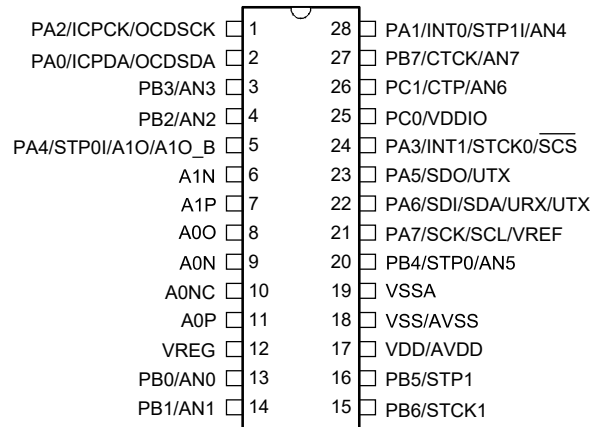 PA2/ICPCK/OCDSCK 1 28 PA1/INT0/STP1I/AN4
PA0/ICPDA/OCDSDA 2 27 PB7/CTCK/AN7
PB3/AN3 3 26 PC1/CTP/AN6
PB2/AN2 4 25 PC0/VDDIO
PA4/STP0I/A1O/A1O_B 5 24 PA3/INT1/STCK0/SCS
A1N 6 23 PA5/SDO/UTX
A1P 7 22 PA6/SDI/SDA/URX/UTX
A0O 8 21 PA7/SCK/SCL/VREF
A0N 9 20 PB4/STP0/AN5
A0NC 10 19 VSSA
A0P 11 18 VSS/AVSS
VREG 12 17 VDD/AVDD
PB0/AN0 13 16 PB5/STP1
PB1/AN1 14 15 PB6/STCK1